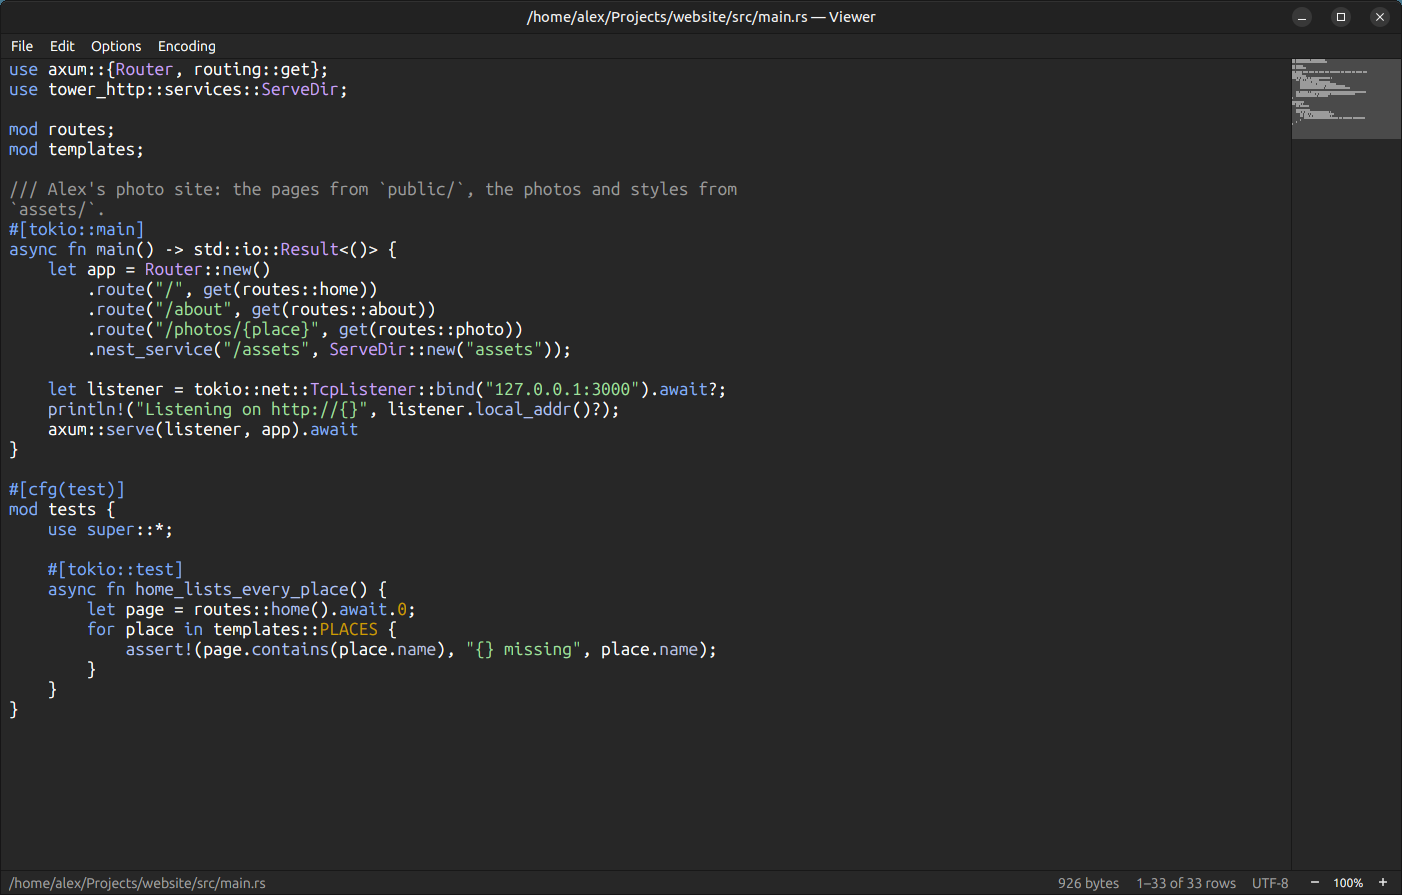 /home/alex/Projects/website/src/main.rs — Viewer
File Edit Options Encoding
use axum::{Router, routing::get};
use tower_http::services::ServeDir;

mod routes;
mod templates;

/// Alex's photo site: the pages from `public/`, the photos and styles from
`assets/`.
#[tokio::main]
async fn main() -> std::io::Result<()> {
    let app = Router::new()
        .route("/", get(routes::home))
        .route("/about", get(routes::about))
        .route("/photos/{place}", get(routes::photo))
        .nest_service("/assets", ServeDir::new("assets"));

    let listener = tokio::net::TcpListener::bind("127.0.0.1:3000").await?;
    println!("Listening on http://{}", listener.local_addr()?);
    axum::serve(listener, app).await
}

#[cfg(test)]
mod tests {
    use super::*;

    #[tokio::test]
    async fn home_lists_every_place() {
        let page = routes::home().await.0;
        for place in templates::PLACES {
            assert!(page.contains(place.name), "{} missing", place.name);
        }
    }
}
/home/alex/Projects/website/src/main.rs 926 bytes 1–33 of 33 rows UTF-8 − 100% +